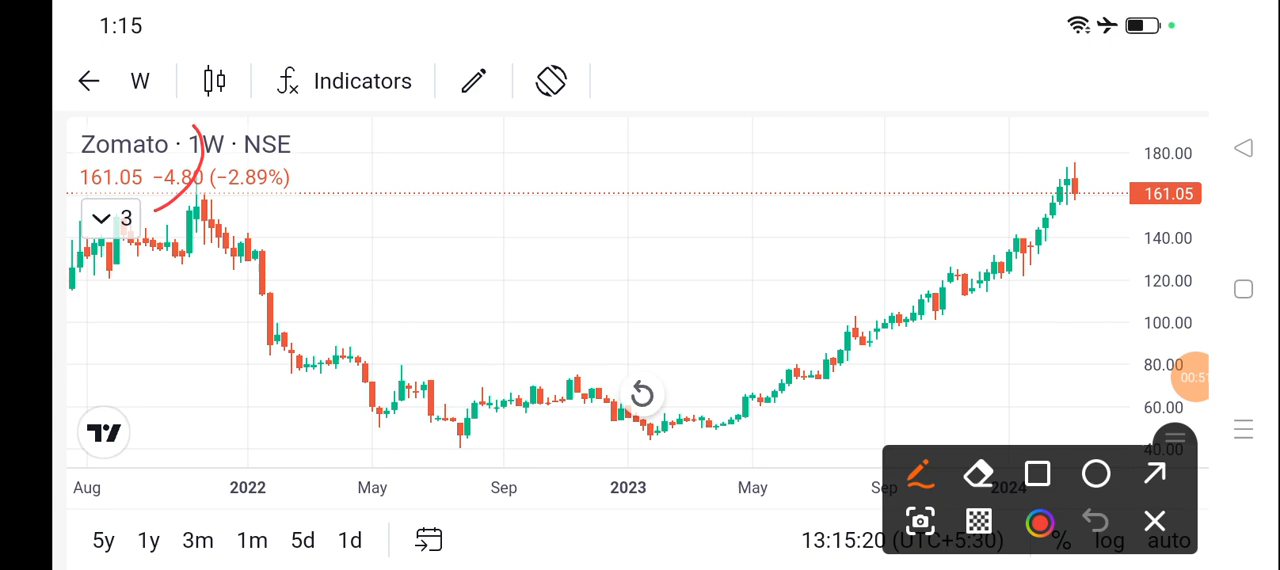 1:15
W
Indicators
Zomato · 1W · NSE
161.05 −4.80 (−2.89%)
3
180.00
161.05
140.00
120.00
100.00
80.00
60.00
40.00
00:51
Aug 2022 May Sep 2023 May Sep 2024
5y 1y 3m 1m 5d 1d
13:15:20 (UTC+5:30) % log auto